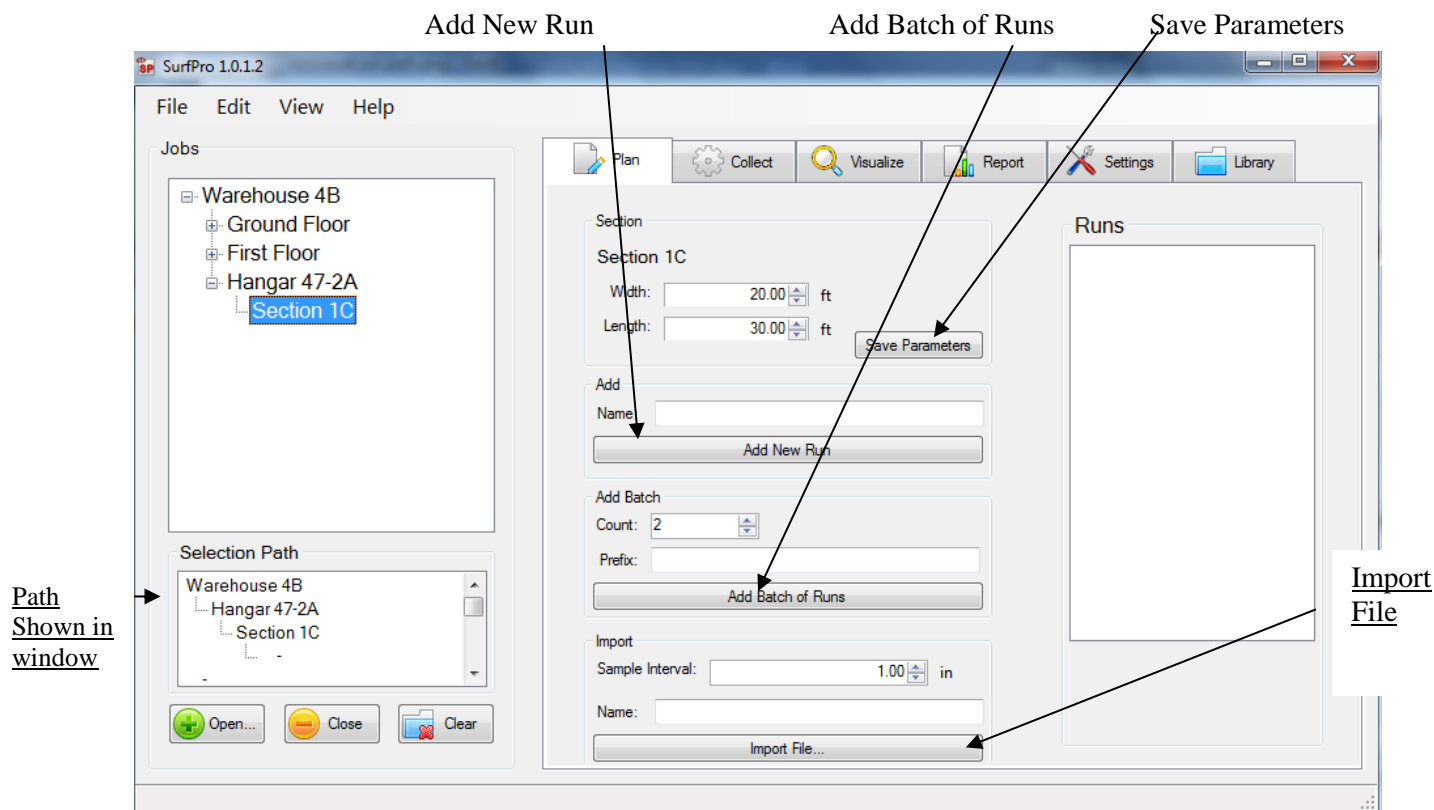 Add New Run Add Batch of Runs Save Parameters
SP SurfPro 1.0.1.2
File Edit View Help
Jobs
Warehouse 4B
Ground Floor
First Floor
Hangar 47-2A
Section 1C
Selection Path
Warehouse 4B
Hangar 47-2A
Section 1C
-
-
Open... Close Clear
Path
Shown in
window
Plan Collect Visualize Report Settings Library
Section
Section 1C
Width: 20.00 ft
Length: 30.00 ft
Save Parameters
Add
Name
Add New Run
Add Batch
Count: 2
Prefix:
Add Batch of Runs
Import
Sample Interval: 1.00 in
Name:
Import File...
Runs
Import
File